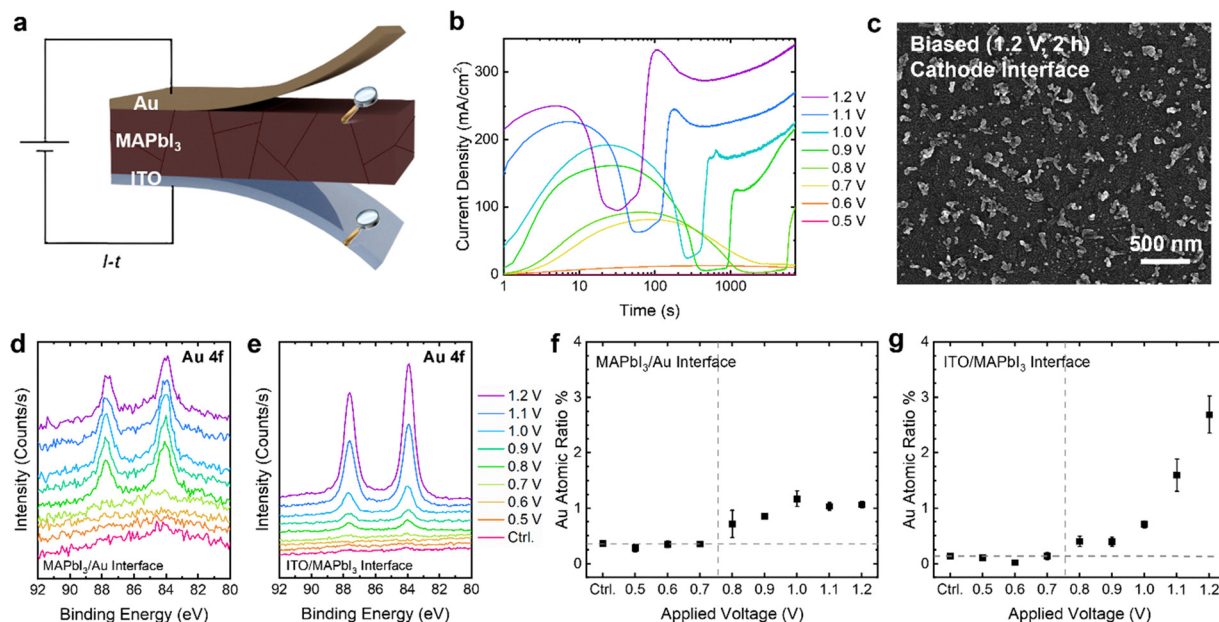 a
Au
MAPbI₃
ITO
I-t
b
Current Density (mA/cm²)
300
200
100
0
1
10
100
1000
Time (s)
1.2 V
1.1 V
1.0 V
0.9 V
0.8 V
0.7 V
0.6 V
0.5 V
c
Biased (1.2 V, 2 h)
Cathode Interface
500 nm
d
Au 4f
Intensity (Counts/s)
MAPbI₃/Au Interface
92 90 88 86 84 82 80
Binding Energy (eV)
e
Au 4f
Intensity (Counts/s)
ITO/MAPbI₃ Interface
92 90 88 86 84 82 80
Binding Energy (eV)
1.2 V
1.1 V
1.0 V
0.9 V
0.8 V
0.7 V
0.6 V
0.5 V
Ctrl.
f
MAPbI₃/Au Interface
Au Atomic Ratio %
4
3
2
1
0
Ctrl. 0.5 0.6 0.7 0.8 0.9 1.0 1.1 1.2
Applied Voltage (V)
g
ITO/MAPbI₃ Interface
Au Atomic Ratio %
4
3
2
1
0
Ctrl. 0.5 0.6 0.7 0.8 0.9 1.0 1.1 1.2
Applied Voltage (V)